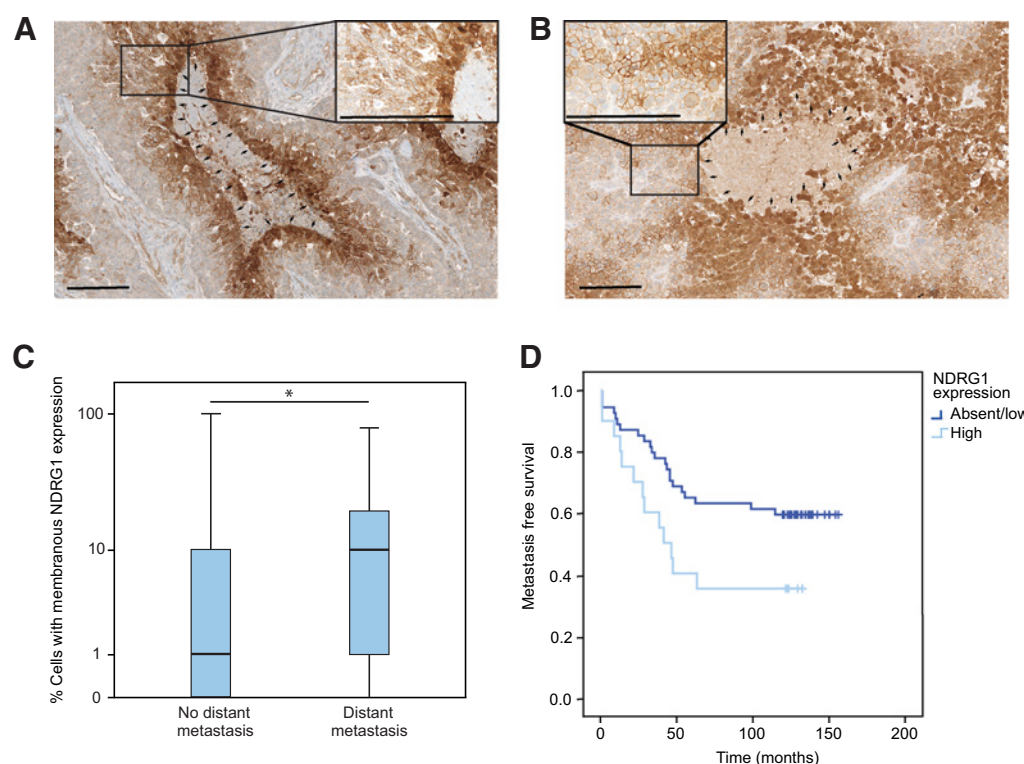 A
B
C
% Cells with membranous NDRG1 expression
100
10
1
0
*
No distant
metastasis
Distant
metastasis
D
Metastasis free survival
1.0
0.8
0.6
0.4
0.2
0.0
0
50
100
150
200
Time (months)
NDRG1
expression
Absent/low
High